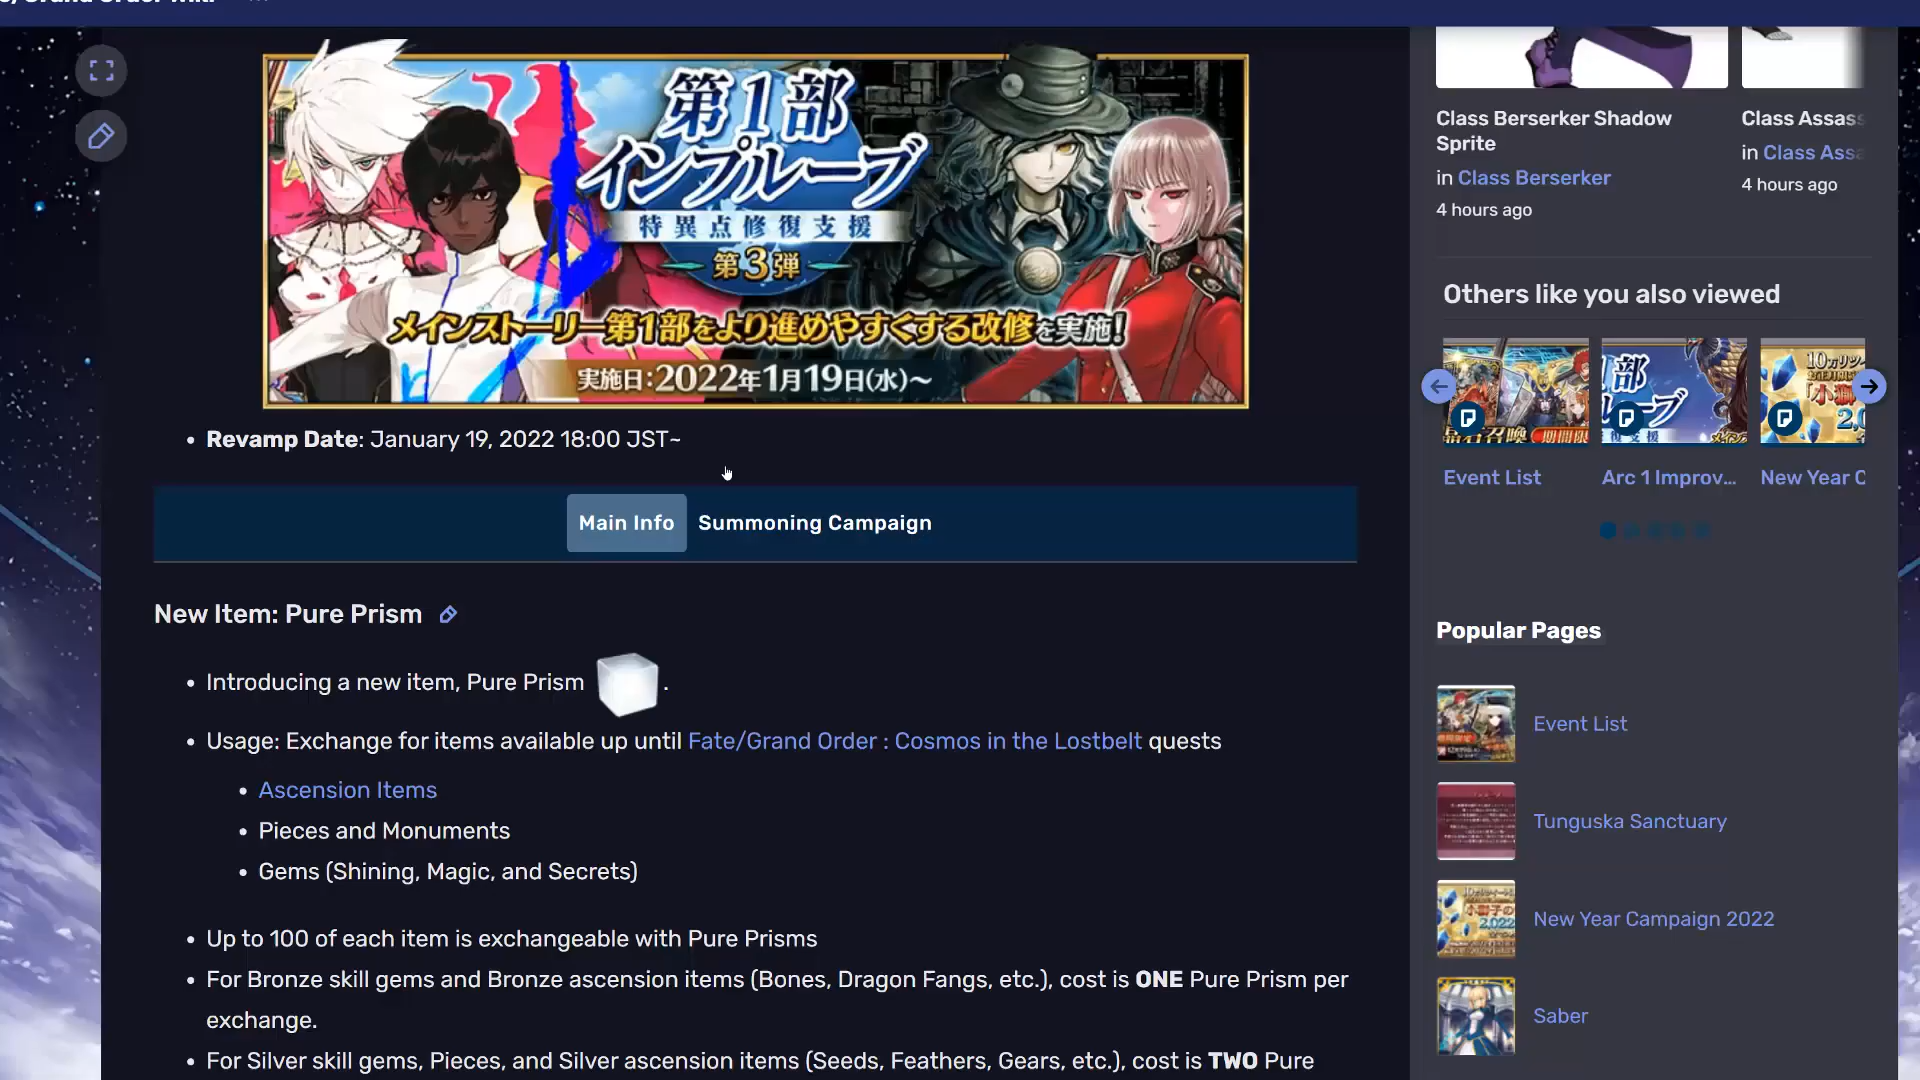 第1部
インプルーブ
特異点修復支援
第3弾
メインストーリー第1部をより進めやすくする改修を実施!
実施日:2022年1月19日(水)~
Revamp Date: January 19, 2022 18:00 JST~
Main Info
Summoning Campaign
New Item: Pure Prism
Introducing a new item, Pure Prism .
Usage: Exchange for items available up until Fate/Grand Order : Cosmos in the Lostbelt quests
Ascension Items
Pieces and Monuments
Gems (Shining, Magic, and Secrets)
Up to 100 of each item is exchangeable with Pure Prisms
For Bronze skill gems and Bronze ascension items (Bones, Dragon Fangs, etc.), cost is ONE Pure Prism per
exchange.
For Silver skill gems, Pieces, and Silver ascension items (Seeds, Feathers, Gears, etc.), cost is TWO Pure
Class Berserker Shadow
Sprite
in Class Berserker
4 hours ago
Class Assas
in Class Assa
4 hours ago
Others like you also viewed
Event List
Arc 1 Improv...
New Year C
Popular Pages
Event List
Tunguska Sanctuary
New Year Campaign 2022
Saber